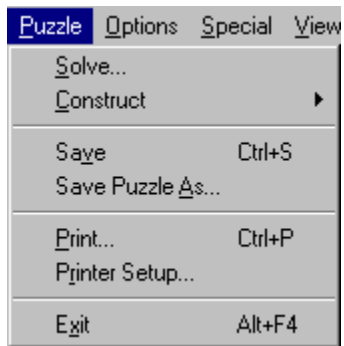 Puzzle Options Special View
Solve...
Construct
Save Ctrl+S
Save Puzzle As...
Print... Ctrl+P
Printer Setup...
Exit Alt+F4